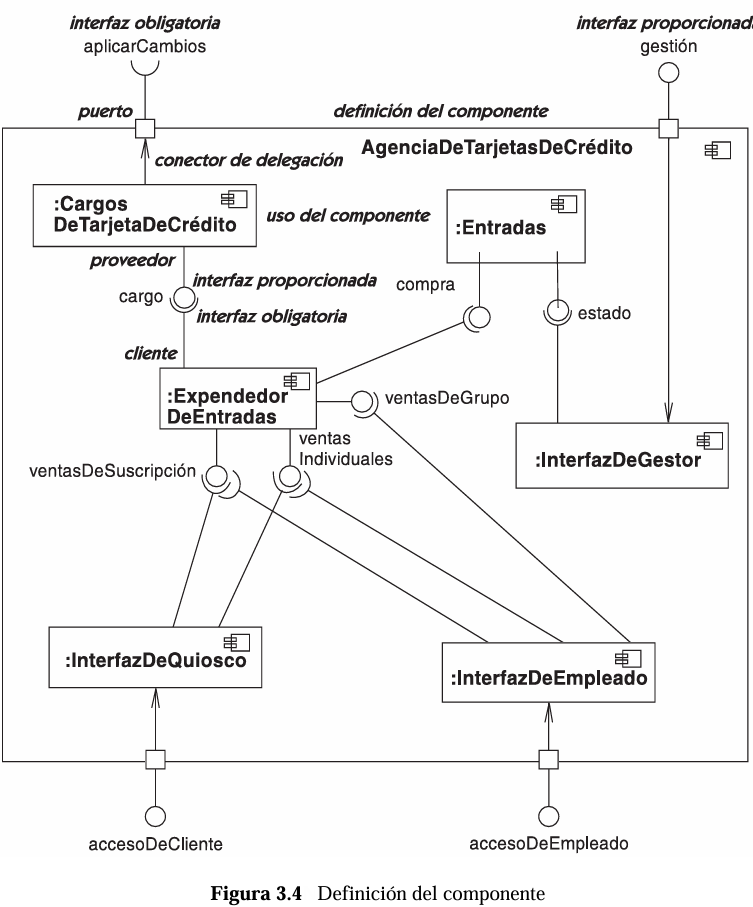 interfaz obligatoria
aplicarCambios
interfaz proporcionada
gestión
puerto
definición del componente
AgenciaDeTarjetasDeCrédito
conector de delegación
:Cargos
DeTarjetaDeCrédito
uso del componente
:Entradas
proveedor
interfaz proporcionada
cargo
compra
interfaz obligatoria
estado
cliente
:Expendedor
DeEntradas
ventasDeGrupo
ventas
Individuales
ventasDeSuscripción
:InterfazDeGestor
:InterfazDeQuiosco
:InterfazDeEmpleado
accesoDeCliente
accesoDeEmpleado
Figura 3.4 Definición del componente